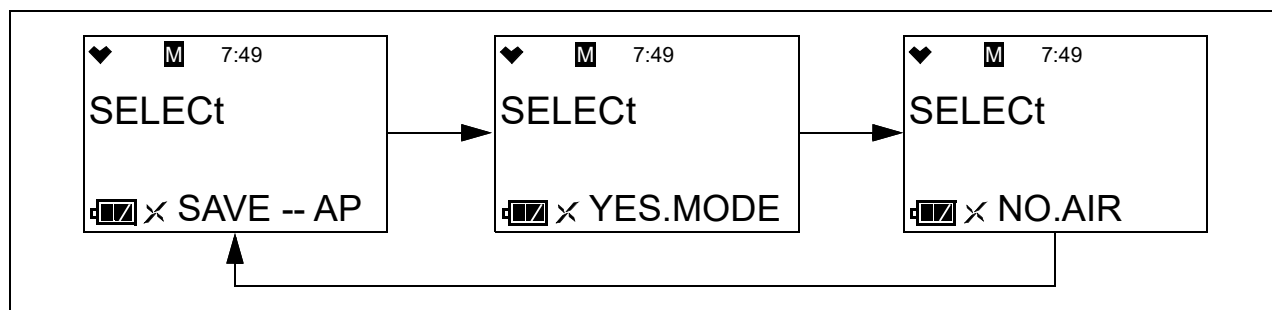 M 7:49
SELECt
SAVE -- AP
M 7:49
SELECt
YES.MODE
M 7:49
SELECt
NO.AIR